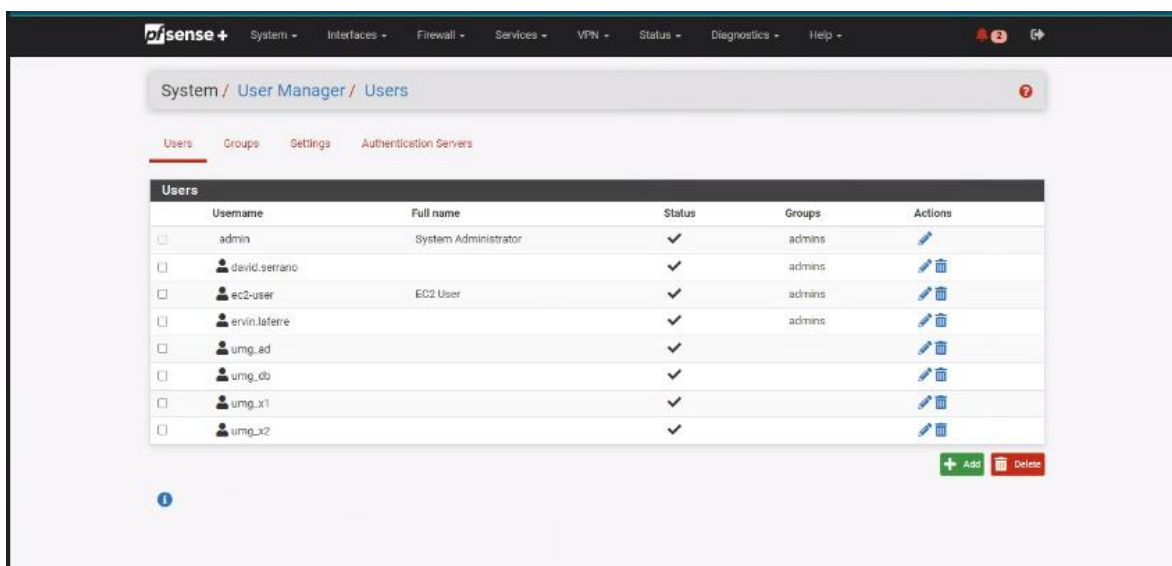 pfsense + System Interfaces Firewall Services VPN Status Diagnostics Help 2
System / User Manager / Users
Users Groups Settings Authentication Servers
Users
Username Full name Status Groups Actions
admin System Administrator admins
david.serrano admins
ec2-user EC2 User admins
ervin.laferre admins
umg_ad
umg_db
umg_x1
umg_x2
Add Delete